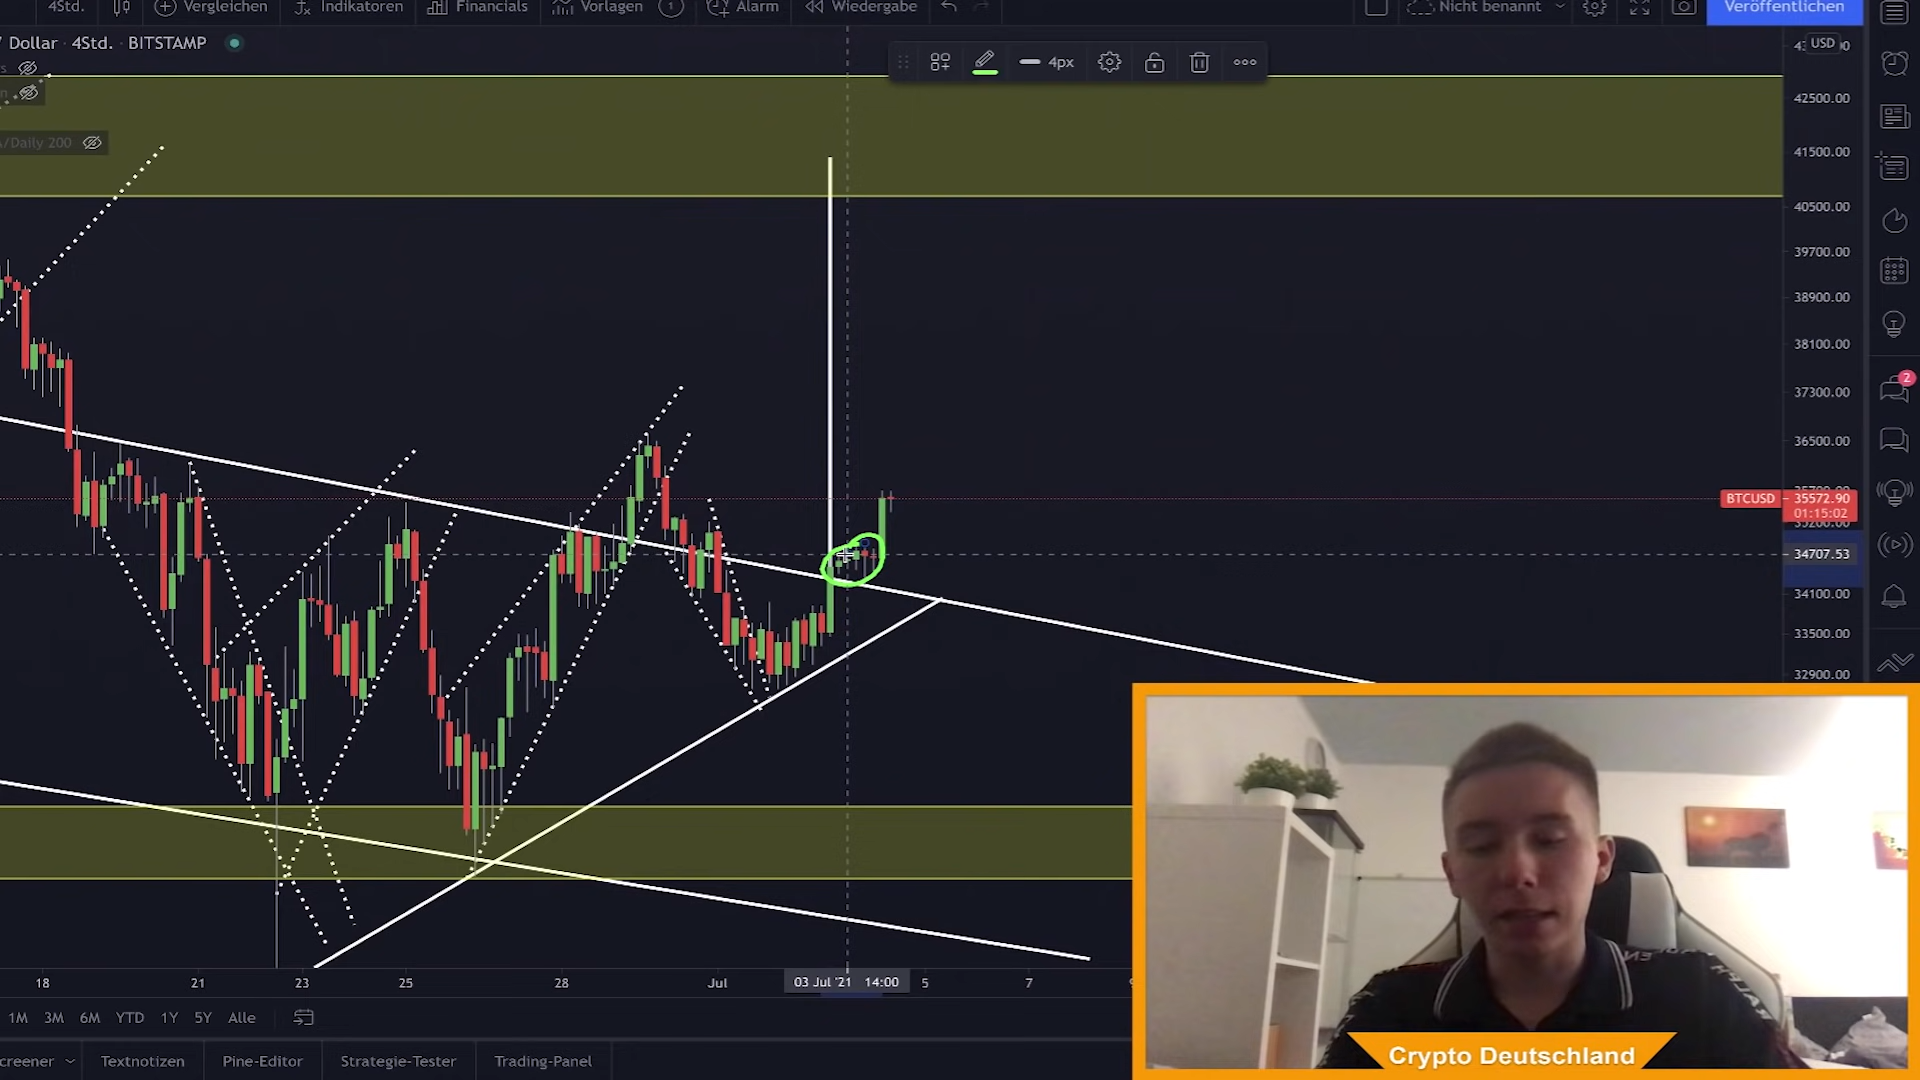 4Std. Vergleichen Indikatoren Financials Vorlagen 1 Alarm Wiedergabe Nicht benannt Veröffentlichen
Dollar · 4Std. · BITSTAMP
/Daily 200
4px
USD
42500.00
41500.00
40500.00
39700.00
38900.00
38100.00
37300.00
36500.00
BTCUSD 35572.90
01:15:02
34707.53
34100.00
33500.00
32900.00
2
18 21 23 25 28 Jul 03 Jul '21 14:00 5 7
1M 3M 6M YTD 1Y 5Y Alle
creener Textnotizen Pine-Editor Strategie-Tester Trading-Panel
Crypto Deutschland